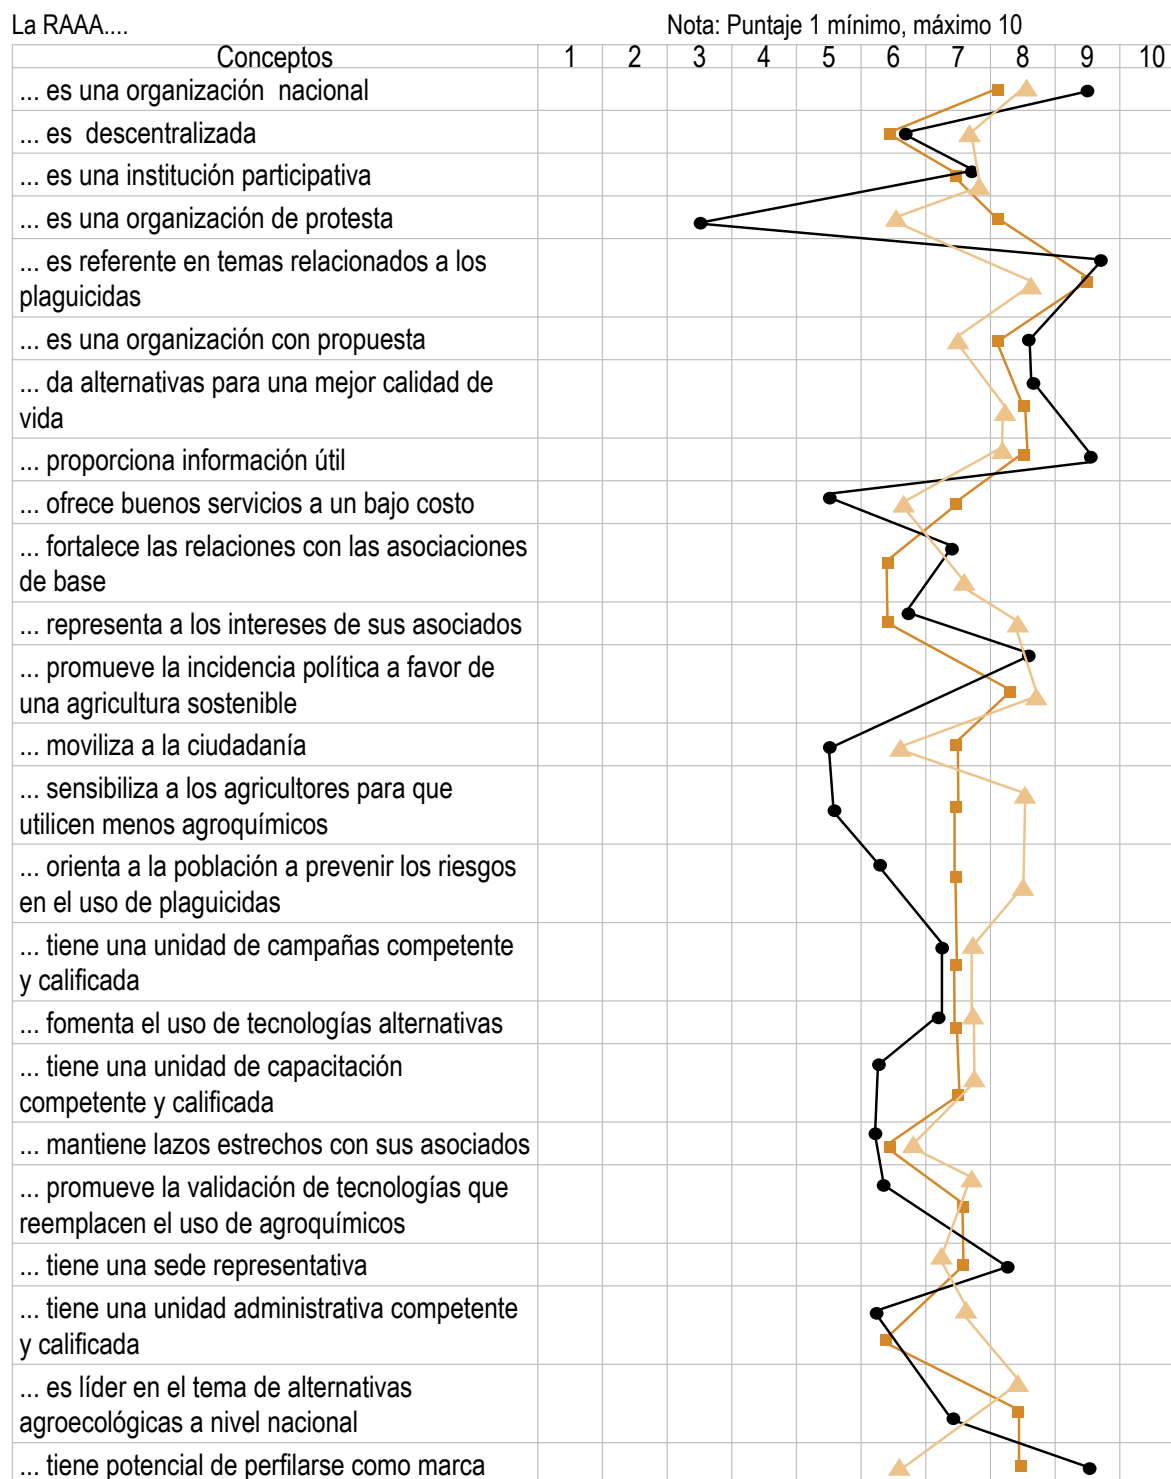 La RAAA....
Nota: Puntaje 1 mínimo, máximo 10
Conceptos 1 2 3 4 5 6 7 8 9 10
... es una organización nacional
... es descentralizada
... es una institución participativa
... es una organización de protesta
... es referente en temas relacionados a los
plaguicidas
... es una organización con propuesta
... da alternativas para una mejor calidad de
vida
... proporciona información útil
... ofrece buenos servicios a un bajo costo
... fortalece las relaciones con las asociaciones
de base
... representa a los intereses de sus asociados
... promueve la incidencia política a favor de
una agricultura sostenible
... moviliza a la ciudadanía
... sensibiliza a los agricultores para que
utilicen menos agroquímicos
... orienta a la población a prevenir los riesgos
en el uso de plaguicidas
... tiene una unidad de campañas competente
y calificada
... fomenta el uso de tecnologías alternativas
... tiene una unidad de capacitación
competente y calificada
... mantiene lazos estrechos con sus asociados
... promueve la validación de tecnologías que
reemplacen el uso de agroquímicos
... tiene una sede representativa
... tiene una unidad administrativa competente
y calificada
... es líder en el tema de alternativas
agroecológicas a nivel nacional
... tiene potencial de perfilarse como marca